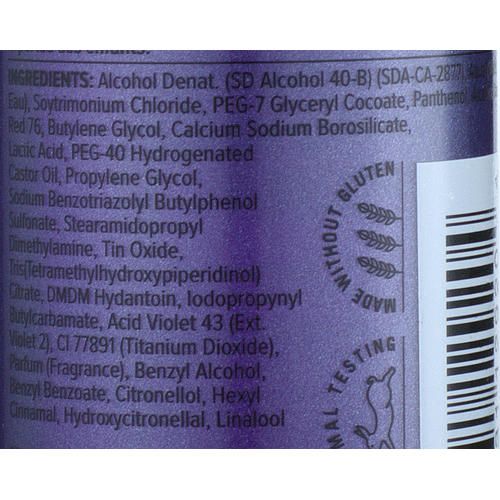 INGREDIENTS: Alcohol Denat. (SD Alcohol 40-B) (SDA-CA-2877),
Eau), Soytrimonium Chloride, PEG-7 Glyceryl Cocoate, Panthenol,
Red 76, Butylene Glycol, Calcium Sodium Borosilicate,
Lactic Acid, PEG-40 Hydrogenated
Castor Oil, Propylene Glycol,
Sodium Benzotriazolyl Butylphenol
Sulfonate, Stearamidopropyl
Dimethylamine, Tin Oxide,
Tris(Tetramethylhydroxypiperidinol)
Citrate, DMDM Hydantoin, Iodopropynyl
Butylcarbamate, Acid Violet 43 (Ext.
Violet 2), CI 77891 (Titanium Dioxide),
Parfum (Fragrance), Benzyl Alcohol,
Benzyl Benzoate, Citronellol, Hexyl
Cinnamal, Hydroxycitronellal, Linalool
MADE WITHOUT GLUTEN
MAL TESTING